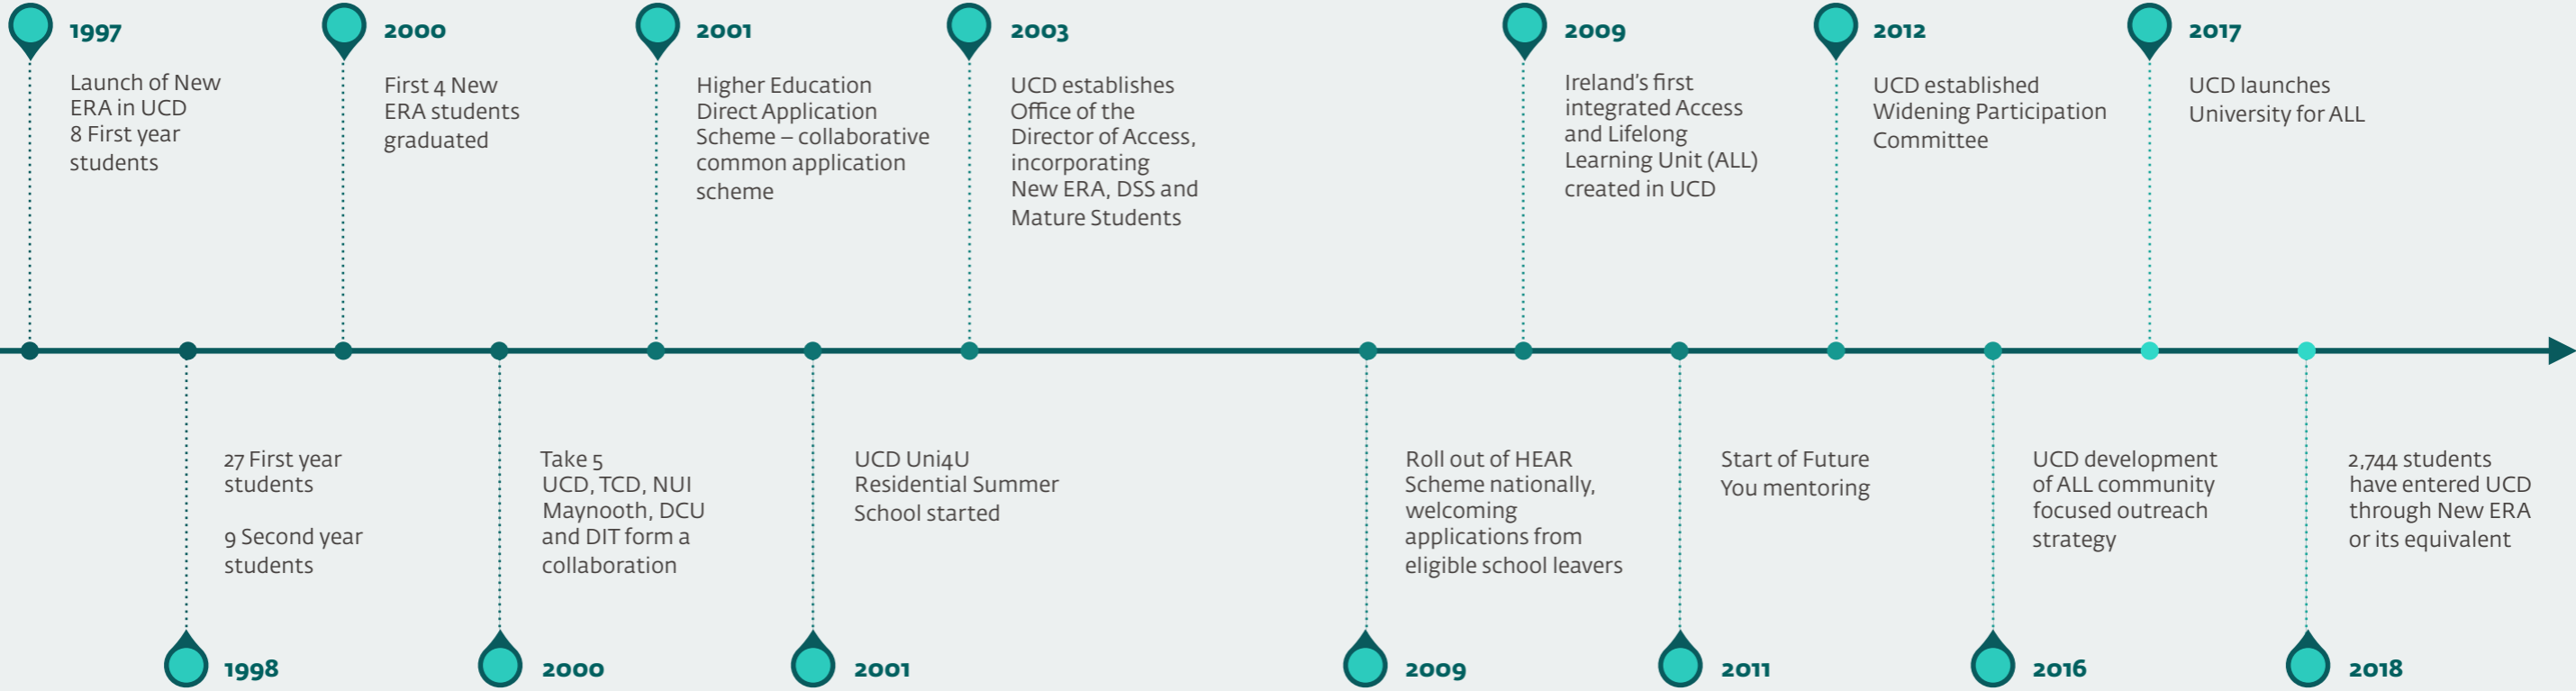 1997
Launch of New
ERA in UCD
8 First year
students
2000
First 4 New
ERA students
graduated
2001
Higher Education
Direct Application
Scheme – collaborative
common application
scheme
2003
UCD establishes
Office of the
Director of Access,
incorporating
New ERA, DSS and
Mature Students
2009
Ireland's first
integrated Access
and Lifelong
Learning Unit (ALL)
created in UCD
2012
UCD established
Widening Participation
Committee
2017
UCD launches
University for ALL
27 First year
students
9 Second year
students
1998
Take 5
UCD, TCD, NUI
Maynooth, DCU
and DIT form a
collaboration
2000
UCD Uni4U
Residential Summer
School started
2001
Roll out of HEAR
Scheme nationally,
welcoming
applications from
eligible school leavers
2009
Start of Future
You mentoring
2011
UCD development
of ALL community
focused outreach
strategy
2016
2,744 students
have entered UCD
through New ERA
or its equivalent
2018